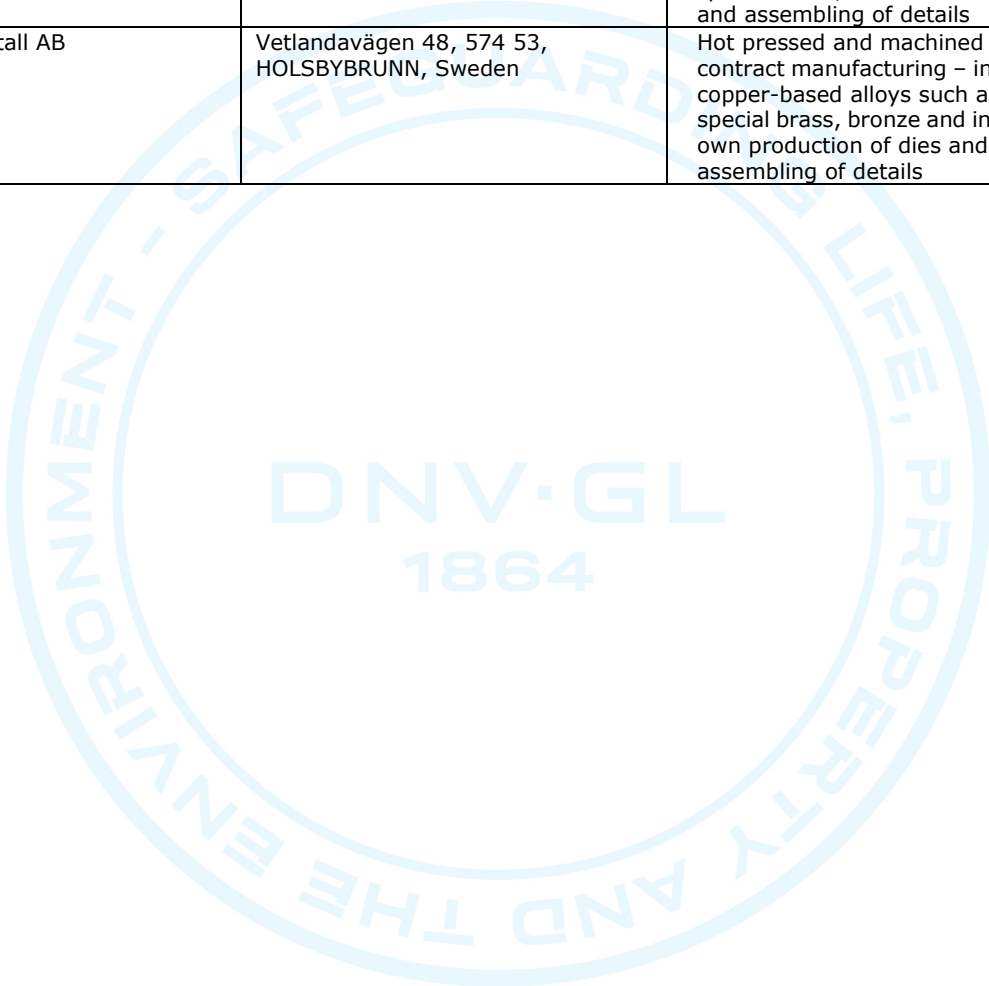 and assembling of details
tall AB
Vetlandavägen 48, 574 53,
HOLSBYBRUNN, Sweden
Hot pressed and machined
contract manufacturing – in
copper-based alloys such a
special brass, bronze and in
own production of dies and
assembling of details
SAFEGUARDING LIFE, PROPERTY AND THE ENVIRONMENT -
DNV·GL
1864